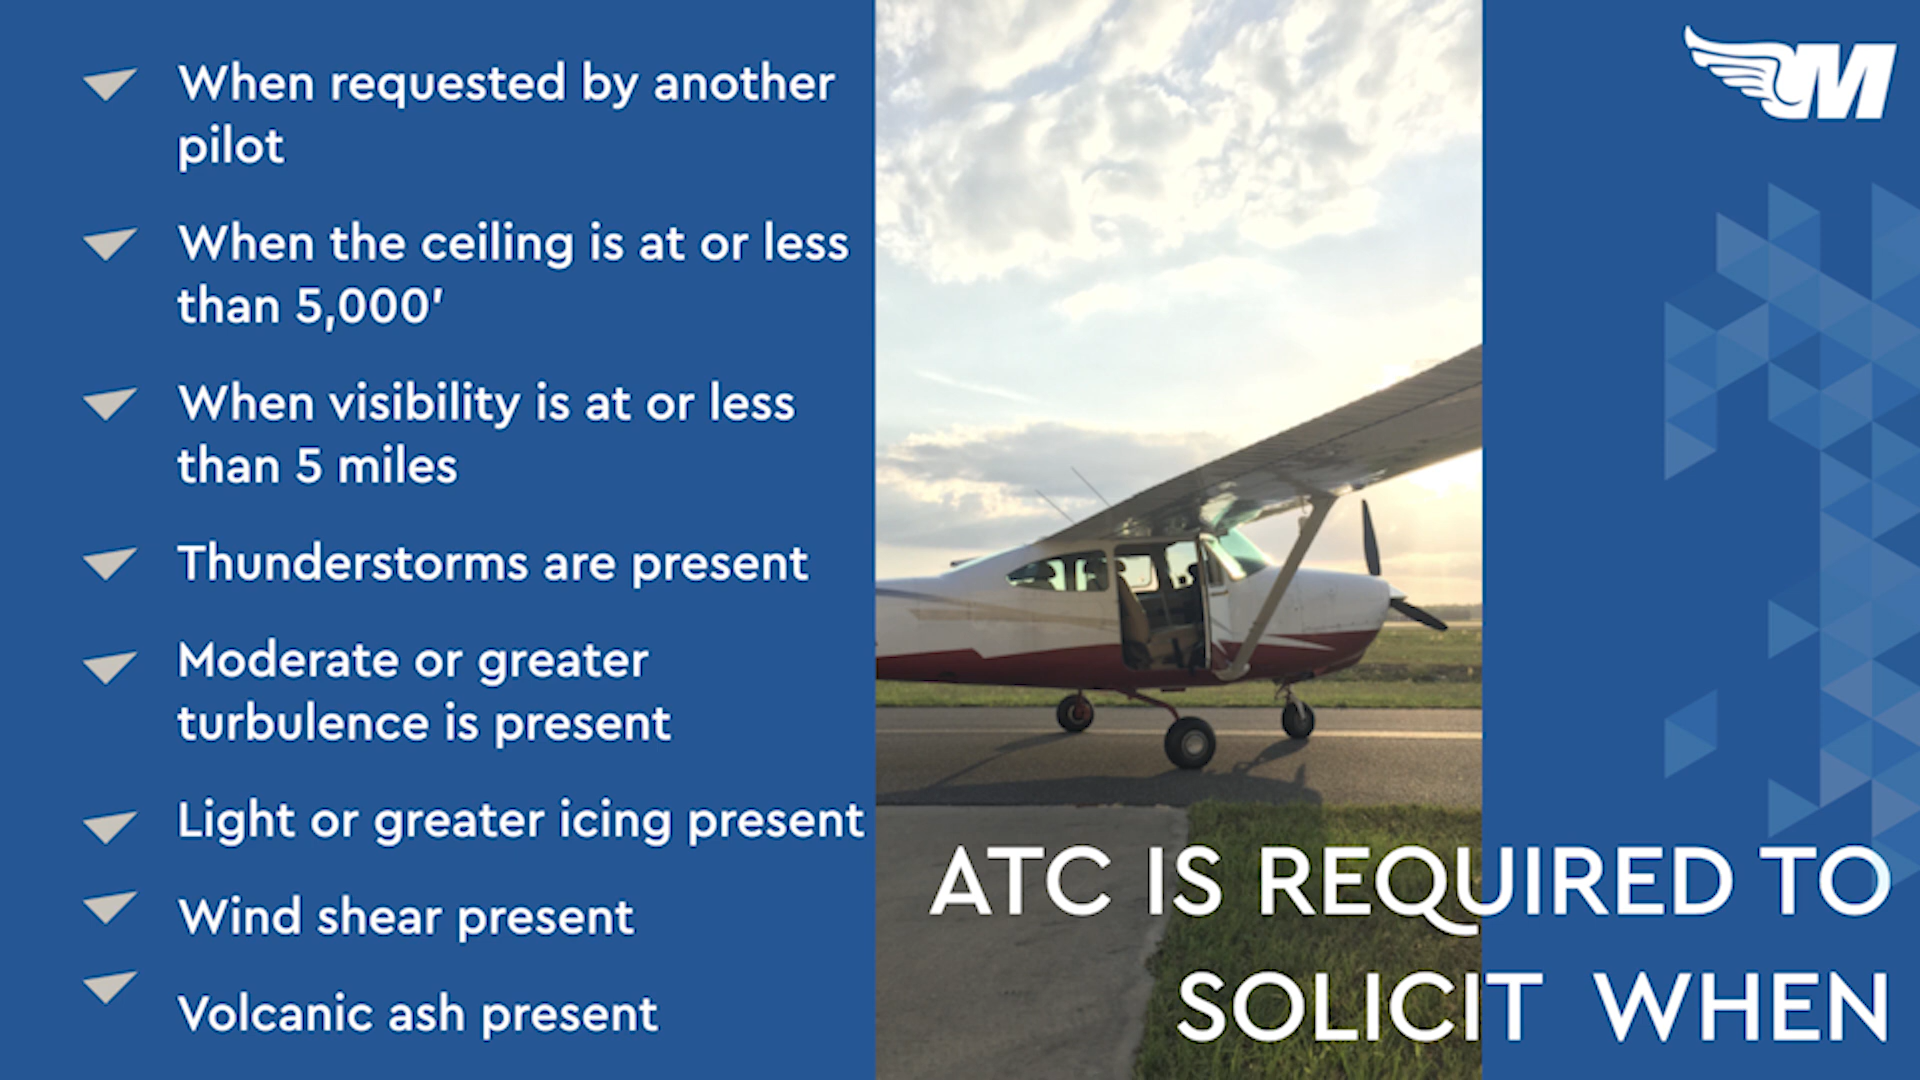 When requested by another
pilot
When the ceiling is at or less
than 5,000'
When visibility is at or less
than 5 miles
Thunderstorms are present
Moderate or greater
turbulence is present
Light or greater icing present
Wind shear present
Volcanic ash present
M
ATC IS REQUIRED TO
SOLICIT WHEN